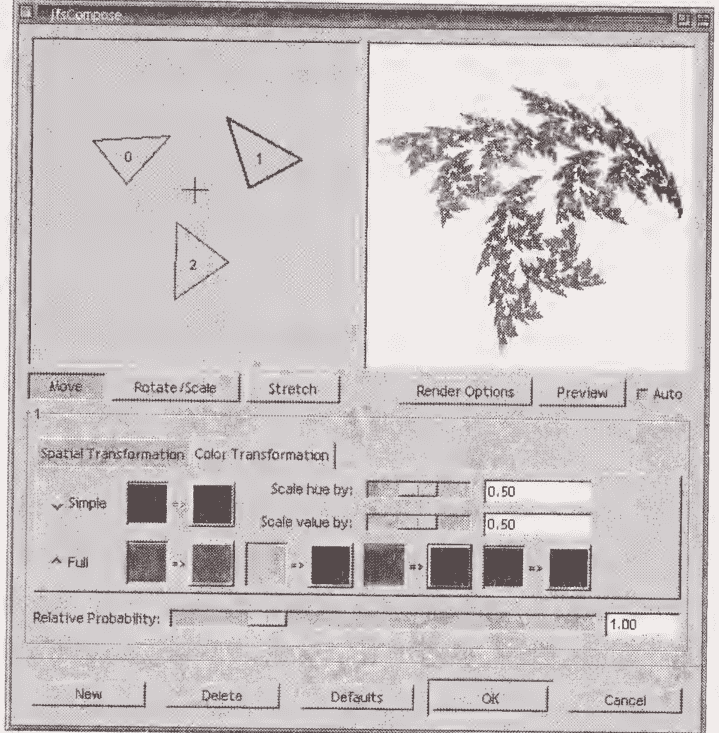 IfsCompose
0
1
2
Move Rotate/Scale Stretch Render Options Preview Auto
1
Spatial Transformation Color Transformation
Simple => Scale hue by: 0.50
Scale value by: 0.50
Full => => => =>
Relative Probability: 1.00
New Delete Defaults OK Cancel